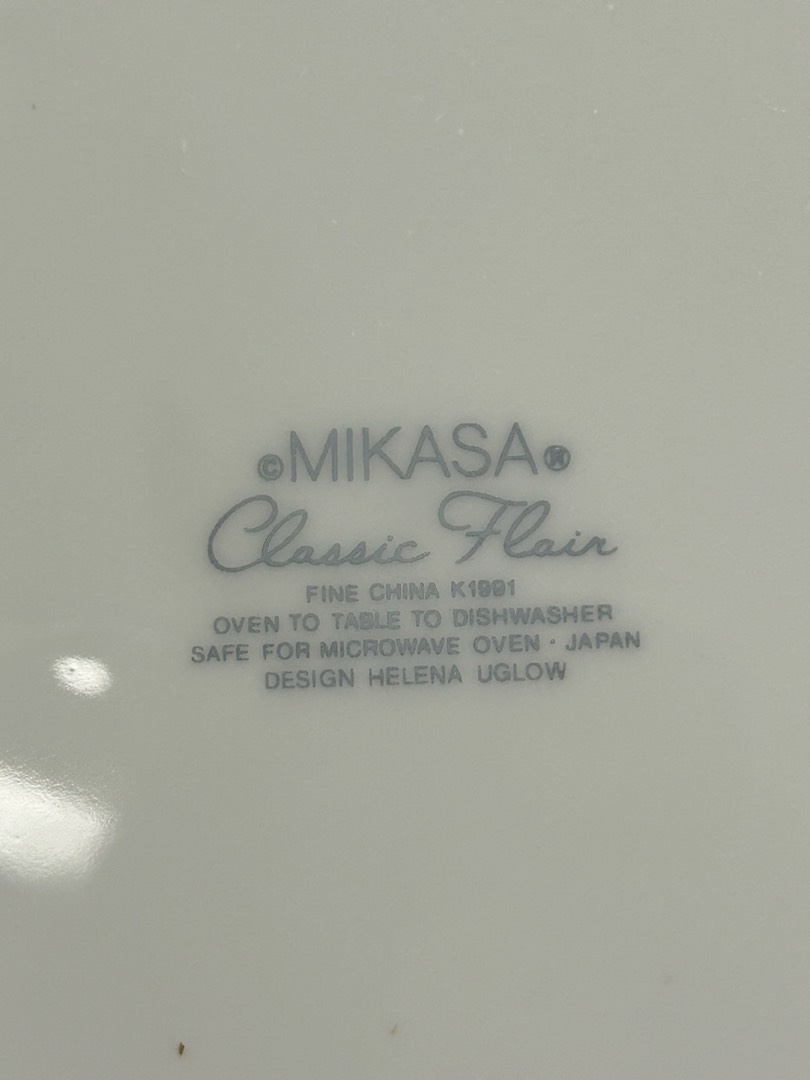 ©MIKASA®
Classic Flair
FINE CHINA K1991
OVEN TO TABLE TO DISHWASHER
SAFE FOR MICROWAVE OVEN · JAPAN
DESIGN HELENA UGLOW